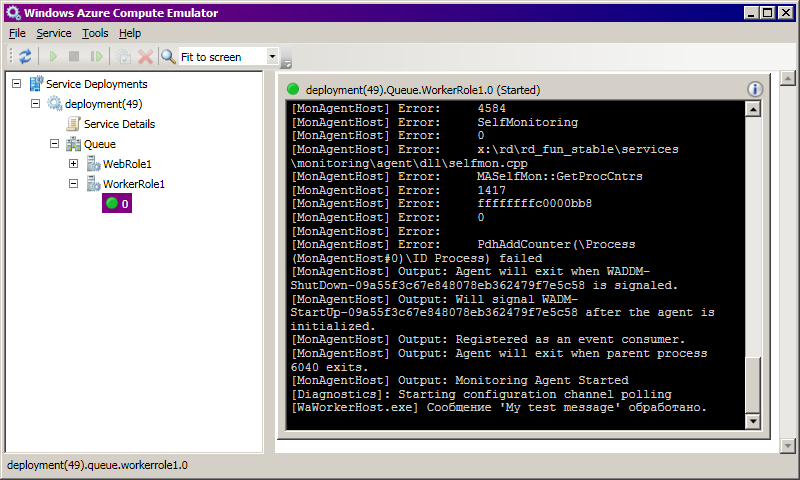 Windows Azure Compute Emulator
File Service Tools Help
Fit to screen
Service Deployments
deployment(49)
Service Details
Queue
WebRole1
WorkerRole1
0
deployment(49).Queue.WorkerRole1.0 (Started)
[MonAgentHost] Error: 4584
[MonAgentHost] Error: SelfMonitoring
[MonAgentHost] Error: 0
[MonAgentHost] Error: x:\rd\rd_fun_stable\services
\monitoring\agent\dll\selfmon.cpp
[MonAgentHost] Error: MASelfMon::GetProcCntrs
[MonAgentHost] Error: 1417
[MonAgentHost] Error: ffffffffc0000bb8
[MonAgentHost] Error: 0
[MonAgentHost] Error:
[MonAgentHost] Error: PdhAddCounter(\Process
(MonAgentHost#0)\ID Process) failed
[MonAgentHost] Output: Agent will exit when WADDM-
ShutDown-09a55f3c67e848078eb362479f7e5c58 is signaled.
[MonAgentHost] Output: Will signal WADM-
StartUp-09a55f3c67e848078eb362479f7e5c58 after the agent is
initialized.
[MonAgentHost] Output: Registered as an event consumer.
[MonAgentHost] Output: Agent will exit when parent process
6040 exits.
[MonAgentHost] Output: Monitoring Agent Started
[Diagnostics]: Starting configuration channel polling
[WaWorkerHost.exe] Сообщение 'My test message' обработано.
deployment(49).queue.workerrole1.0